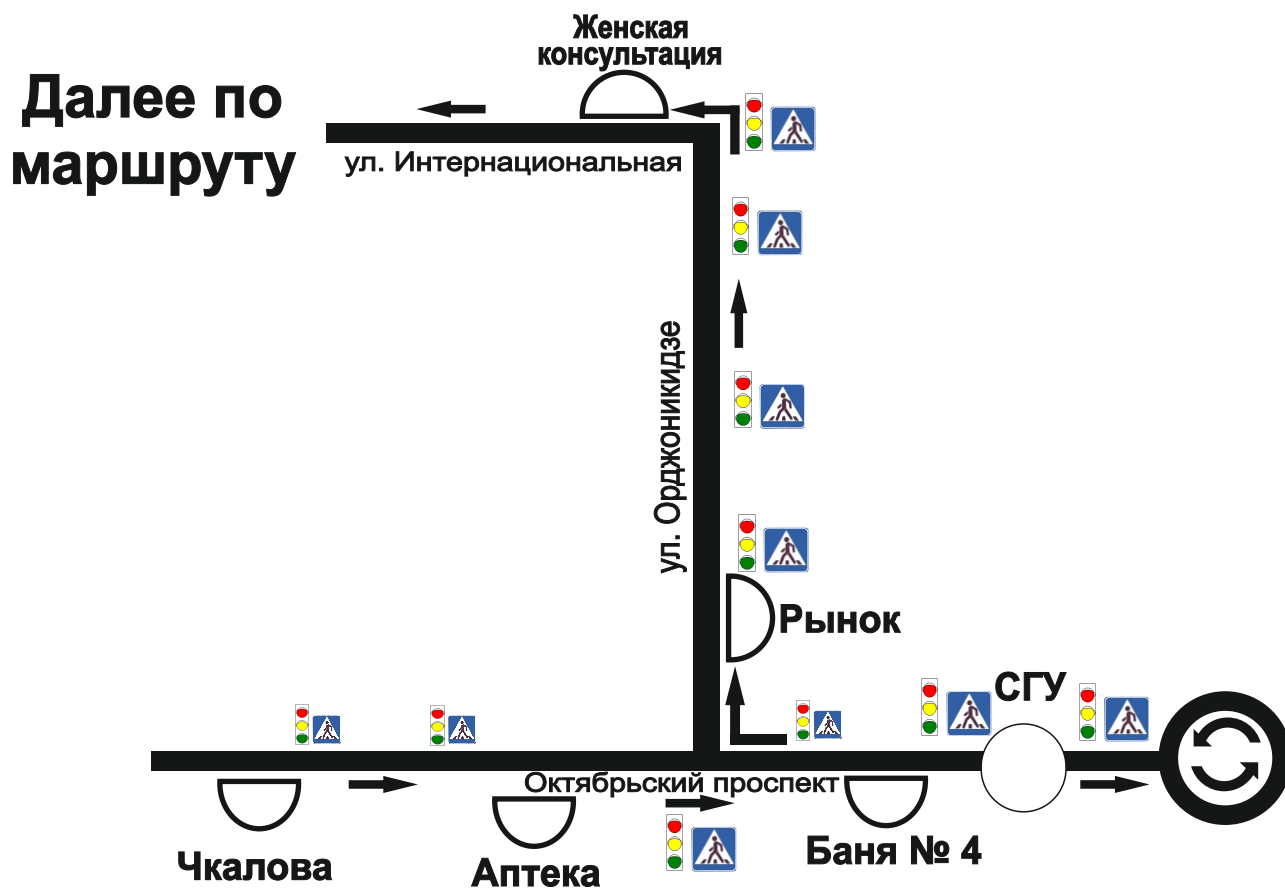 Женская
консультация
Далее по
маршруту
ул. Интернациональная
ул. Орджоникидзе
Рынок
СГУ
Октябрьский проспект
Чкалова
Аптека
Баня № 4